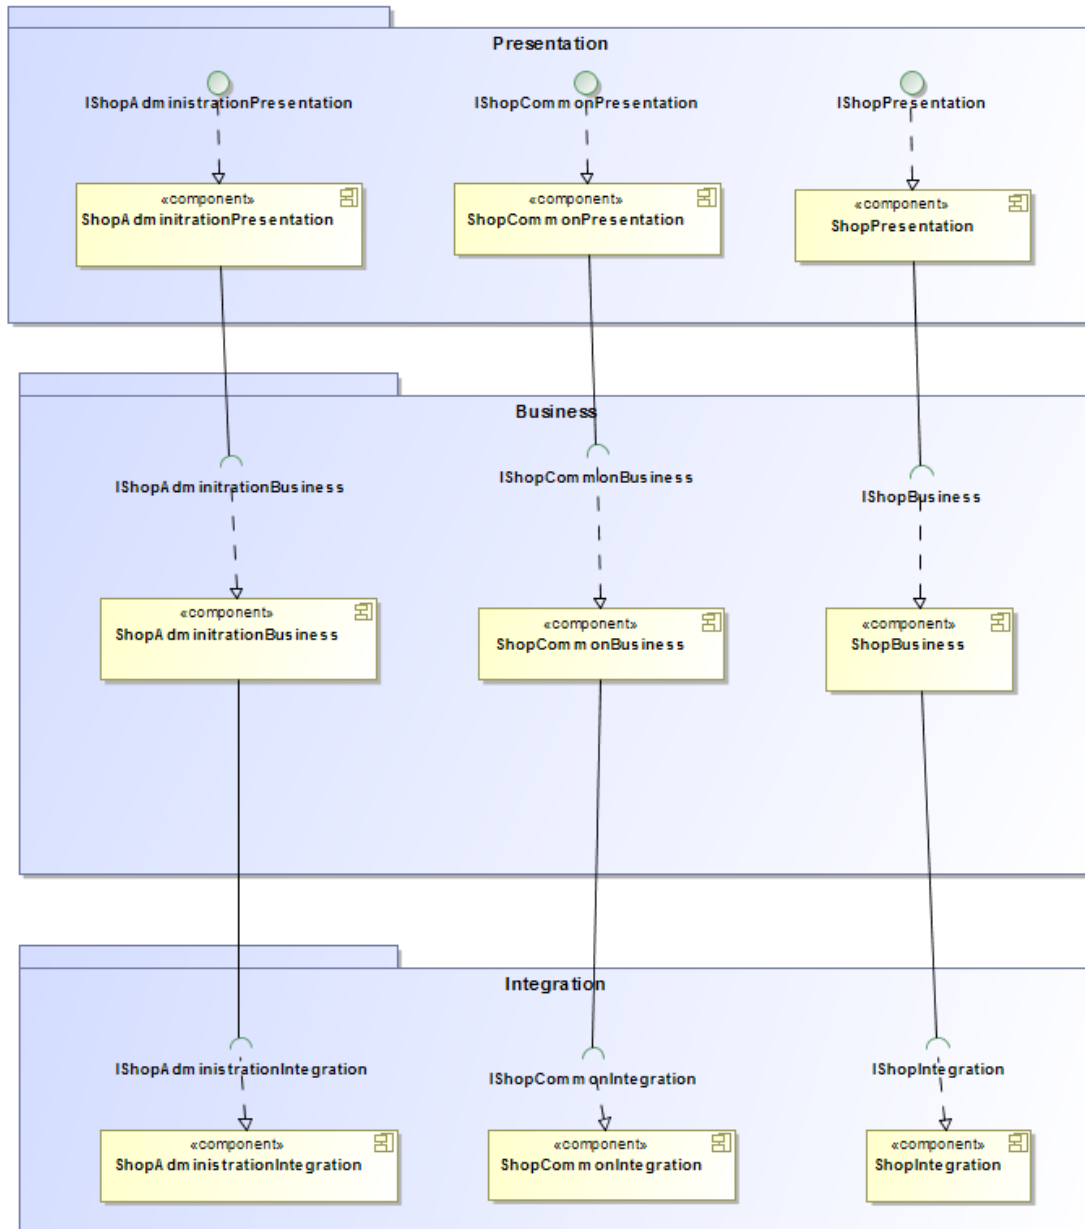 Presentation
IShopAdministrationPresentation
IShopCommonPresentation
IShopPresentation
«component»
ShopAdminitrationPresentation
«component»
ShopCommonPresentation
«component»
ShopPresentation
Business
IShopAdminitrationBusiness
IShopCommonBusiness
IShopBusiness
«component»
ShopAdminitrationBusiness
«component»
ShopCommonBusiness
«component»
ShopBusiness
Integration
IShopAdministrationIntegration
IShopCommonIntegration
IShopIntegration
«component»
ShopAdministrationIntegration
«component»
ShopCommonIntegration
«component»
ShopIntegration